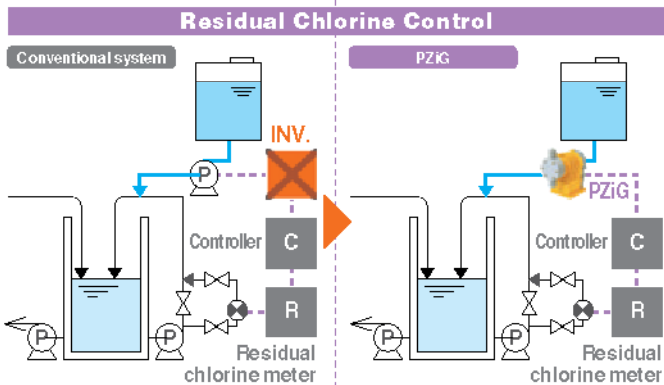 Residual Chlorine Control
Conventional system
INV.
P
Controller
C
R
P
P
Residual
chlorine meter
PZiG
PZiG
Controller
C
R
P
P
Residual
chlorine meter